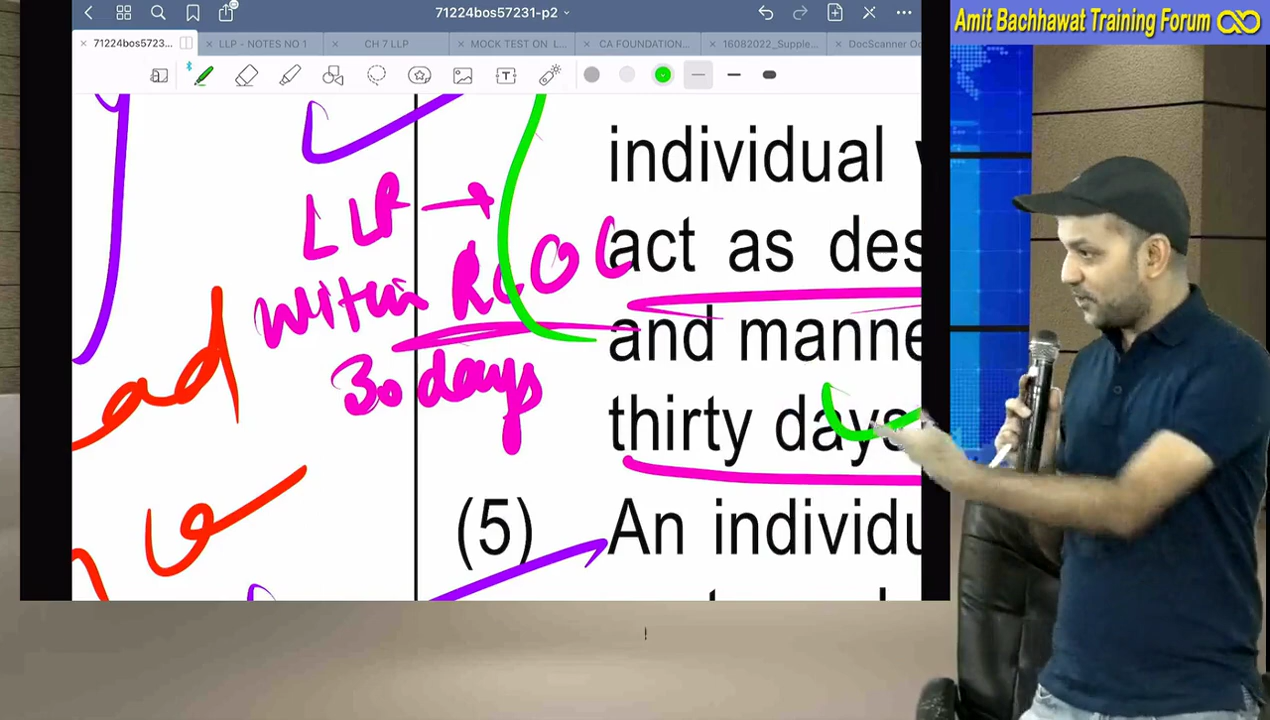 71224bos57231-p2
Amit Bachhawat Training Forum
71224bos5723...
LLP - NOTES NO 1
CH 7 LLP
MOCK TEST ON L...
CA FOUNDATION...
16082022_Supple...
DocScanner Oc
individual
LLP → ROC
act as des
Within
and manne
30 days
thirty days
(5) An individu